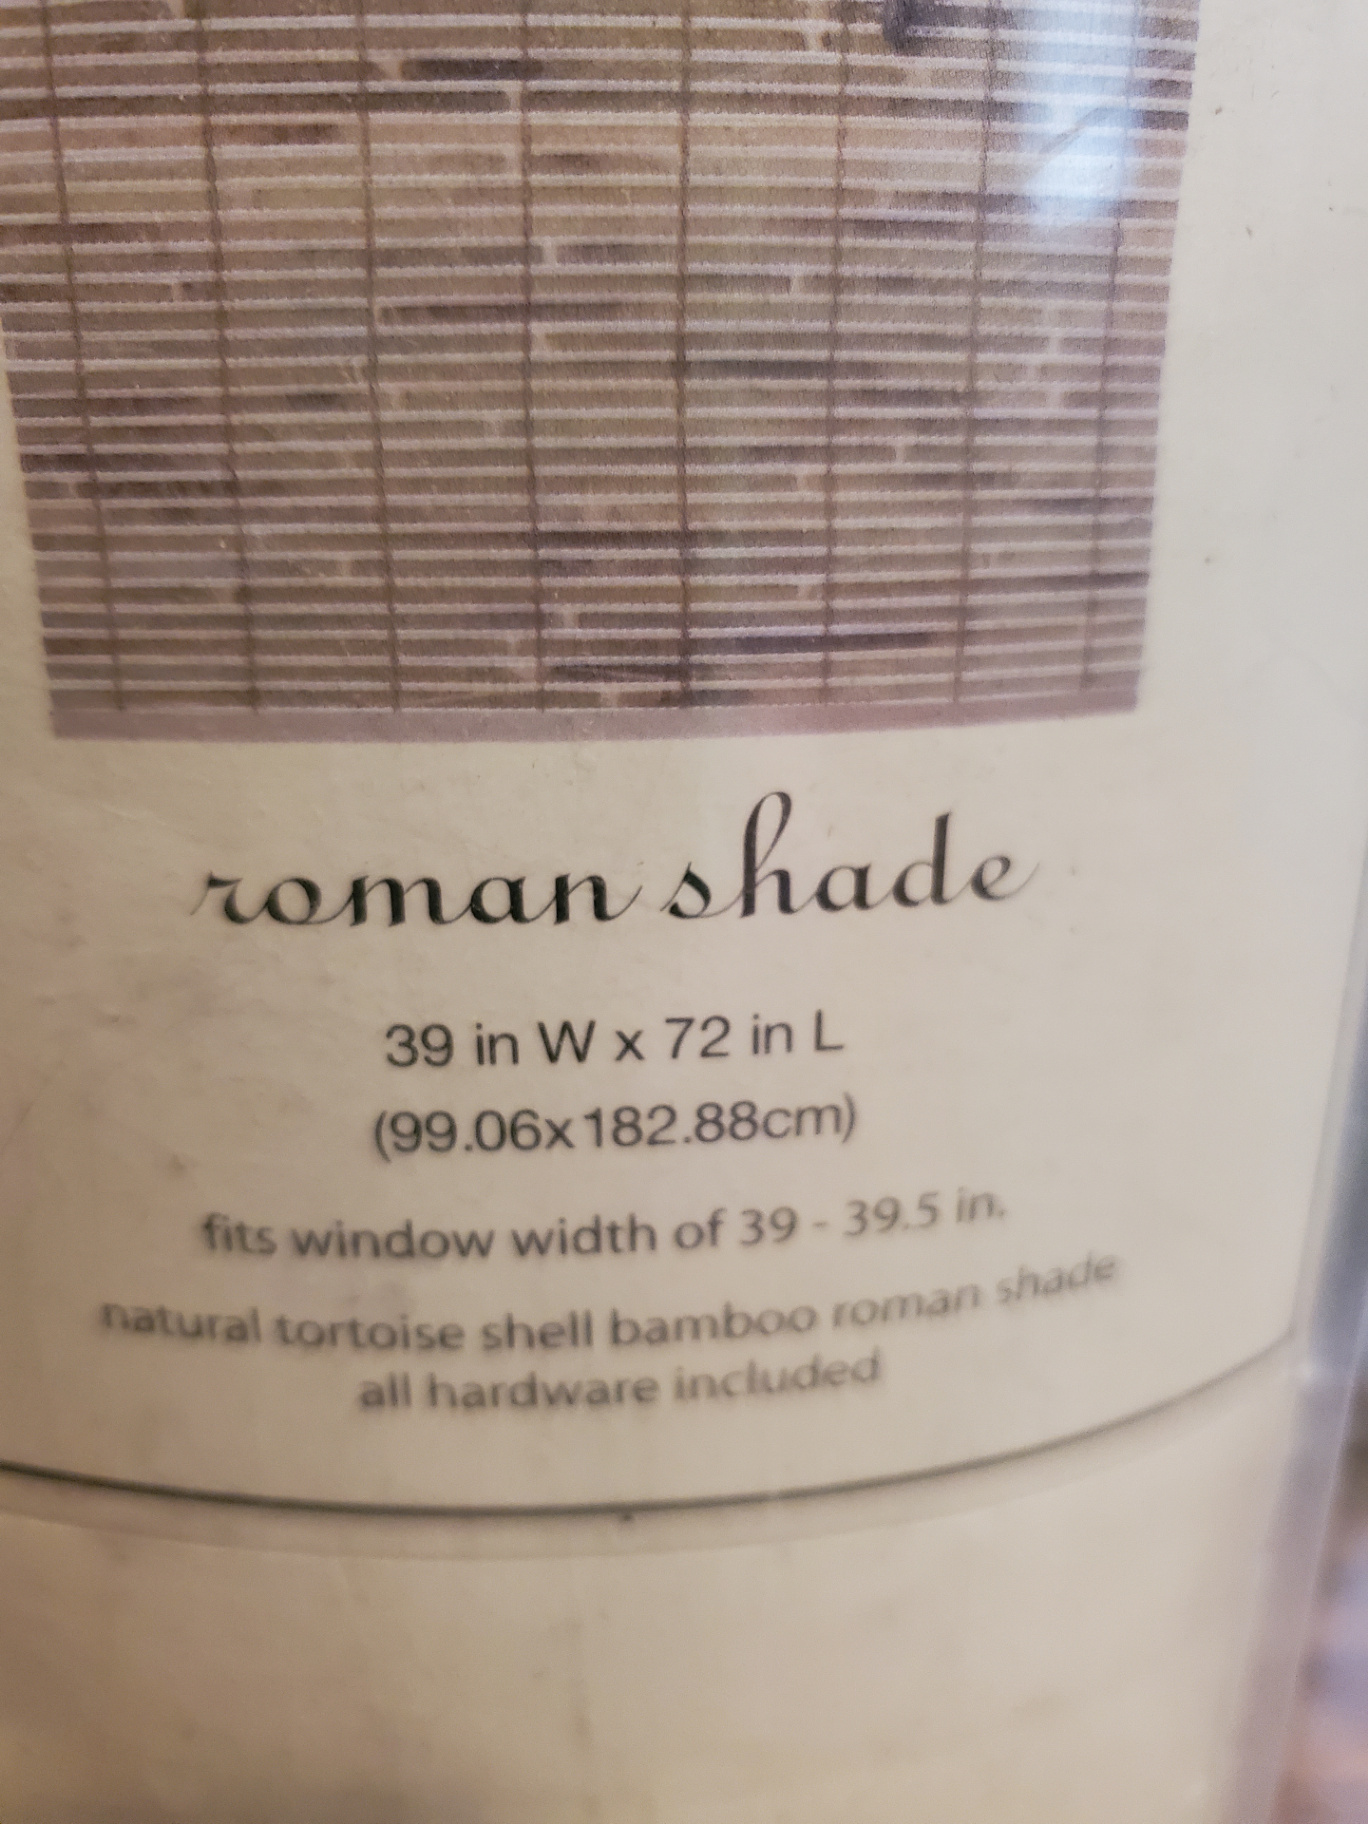 roman shade
39 in W x 72 in L
(99.06x182.88cm)
fits window width of 39 - 39.5 in.
natural tortoise shell bamboo roman shade
all hardware included